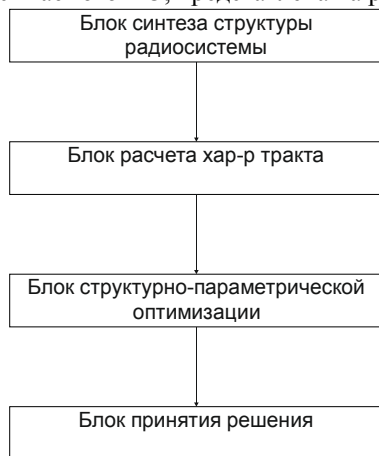 Блок синтеза структуры
радиосистемы
Блок расчета хар-р тракта
Блок структурно-параметрической
оптимизации
Блок принятия решения